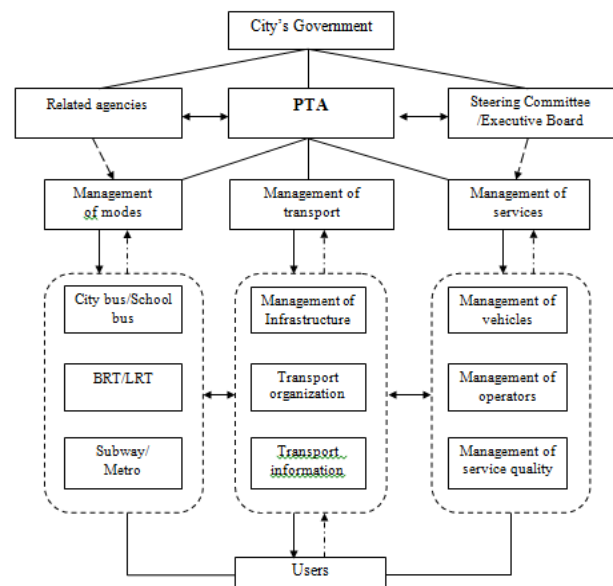 City's Government
Related agencies
PTA
Steering Committee
/Executive Board
Management
of modes
Management of
transport
Management of
services
City bus/School
bus
Management of
Infrastructure
Management of
vehicles
BRT/LRT
Transport
organization
Management of
operators
Subway/
Metro
Transport
information
Management of
service quality
Users